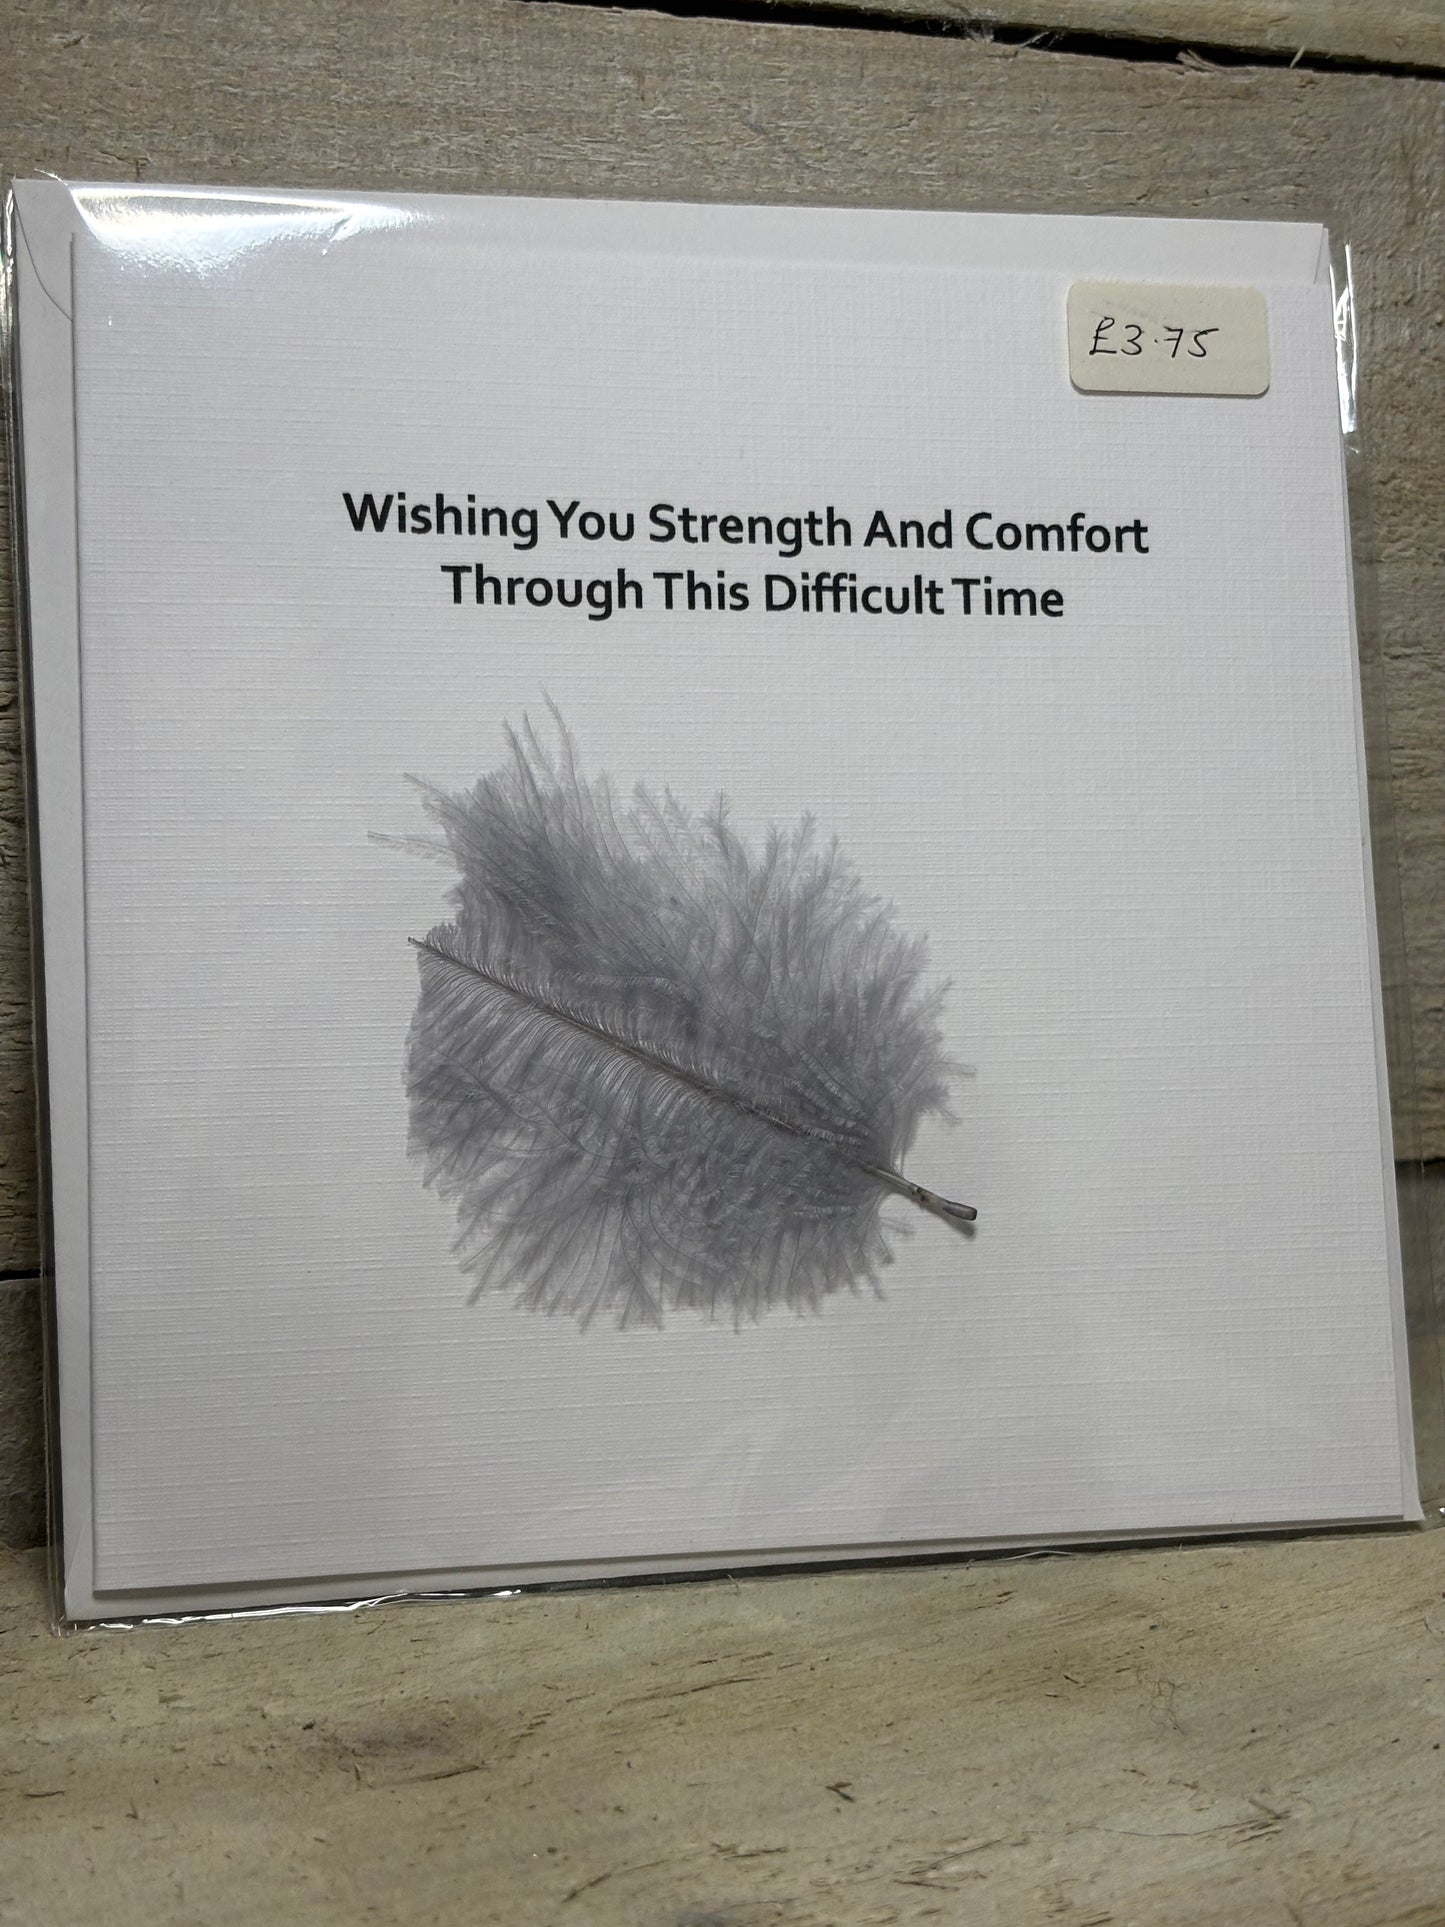 £3.75
Wishing You Strength And Comfort
Through This Difficult Time